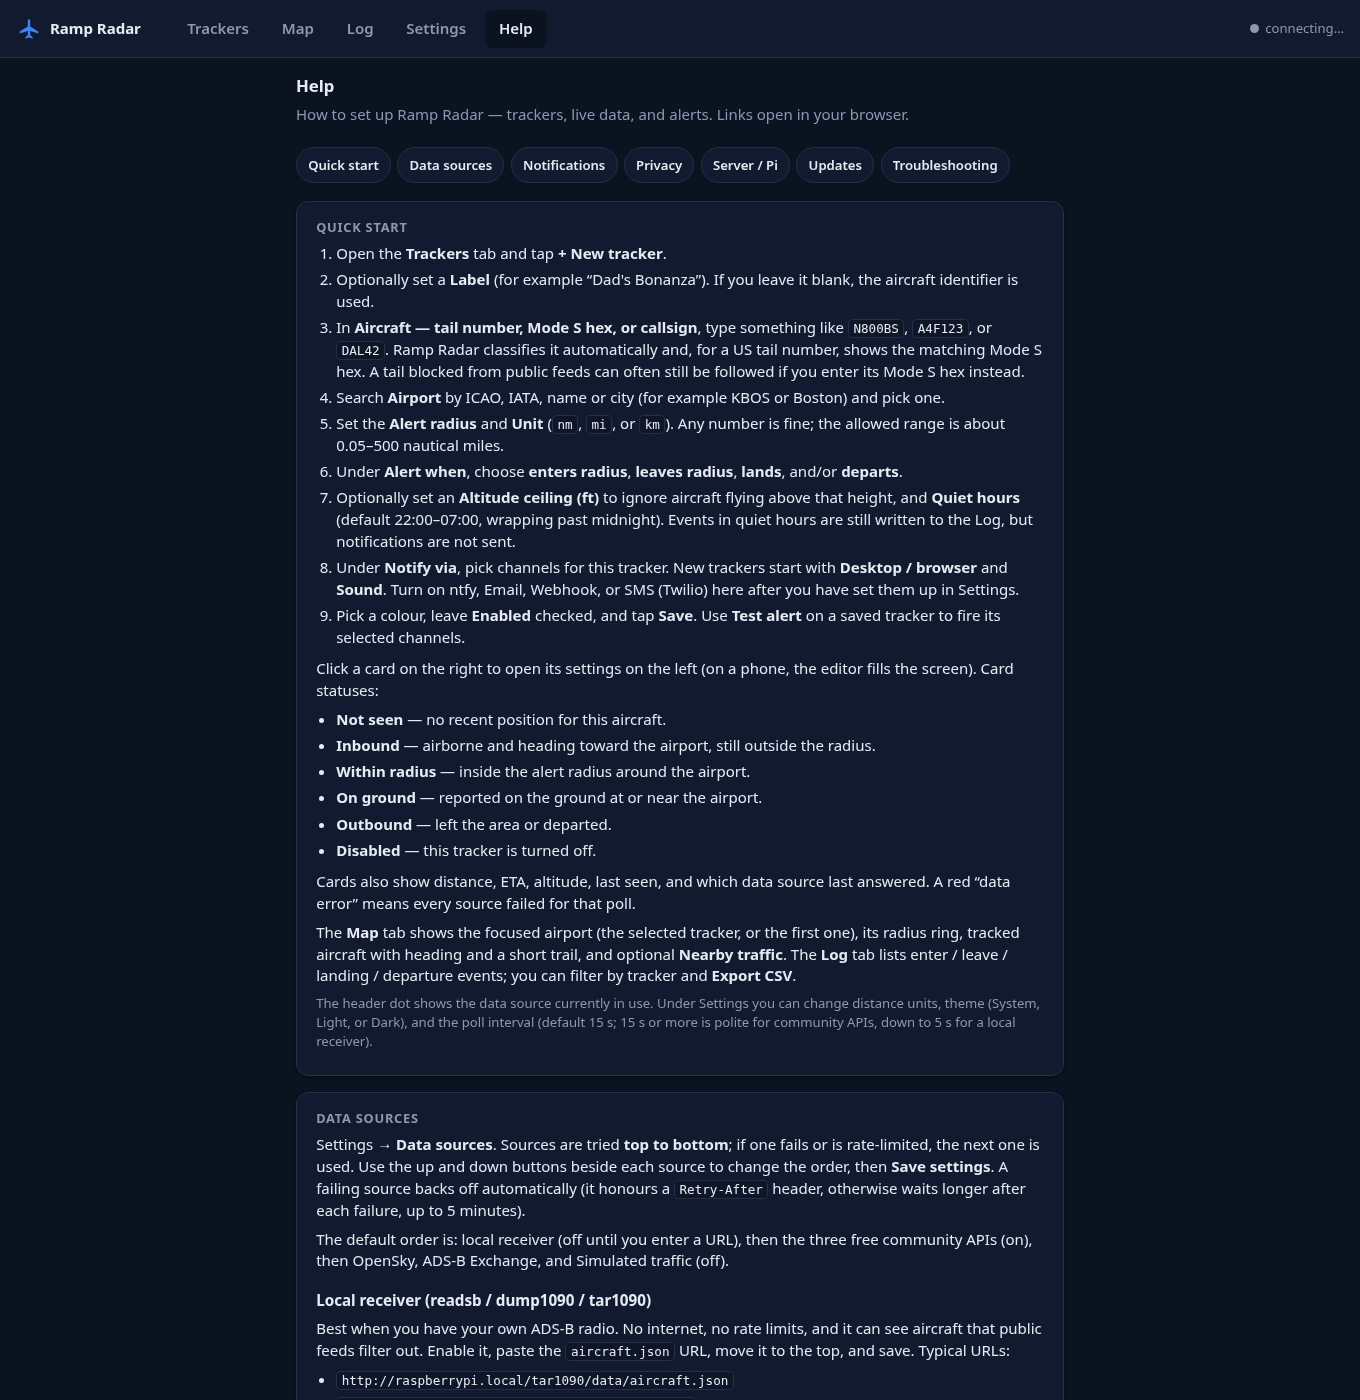 Ramp Radar
Trackers
Map
Log
Settings
Help
connecting...
Help
How to set up Ramp Radar — trackers, live data, and alerts. Links open in your browser.
Quick start
Data sources
Notifications
Privacy
Server / Pi
Updates
Troubleshooting
QUICK START
1. Open the Trackers tab and tap + New tracker.
2. Optionally set a Label (for example “Dad's Bonanza”). If you leave it blank, the aircraft identifier is
used.
3. In Aircraft — tail number, Mode S hex, or callsign, type something like N800BS, A4F123, or
DAL42. Ramp Radar classifies it automatically and, for a US tail number, shows the matching Mode S
hex. A tail blocked from public feeds can often still be followed if you enter its Mode S hex instead.
4. Search Airport by ICAO, IATA, name or city (for example KBOS or Boston) and pick one.
5. Set the Alert radius and Unit (nm, mi, or km). Any number is fine; the allowed range is about
0.05–500 nautical miles.
6. Under Alert when, choose enters radius, leaves radius, lands, and/or departs.
7. Optionally set an Altitude ceiling (ft) to ignore aircraft flying above that height, and Quiet hours
(default 22:00–07:00, wrapping past midnight). Events in quiet hours are still written to the Log, but
notifications are not sent.
8. Under Notify via, pick channels for this tracker. New trackers start with Desktop / browser and
Sound. Turn on ntfy, Email, Webhook, or SMS (Twilio) here after you have set them up in Settings.
9. Pick a colour, leave Enabled checked, and tap Save. Use Test alert on a saved tracker to fire its
selected channels.
Click a card on the right to open its settings on the left (on a phone, the editor fills the screen). Card
statuses:
• Not seen — no recent position for this aircraft.
• Inbound — airborne and heading toward the airport, still outside the radius.
• Within radius — inside the alert radius around the airport.
• On ground — reported on the ground at or near the airport.
• Outbound — left the area or departed.
• Disabled — this tracker is turned off.
Cards also show distance, ETA, altitude, last seen, and which data source last answered. A red “data
error” means every source failed for that poll.
The Map tab shows the focused airport (the selected tracker, or the first one), its radius ring, tracked
aircraft with heading and a short trail, and optional Nearby traffic. The Log tab lists enter / leave /
landing / departure events; you can filter by tracker and Export CSV.
The header dot shows the data source currently in use. Under Settings you can change distance units, theme (System,
Light, or Dark), and the poll interval (default 15 s; 15 s or more is polite for community APIs, down to 5 s for a local
receiver).
DATA SOURCES
Settings → Data sources. Sources are tried top to bottom; if one fails or is rate-limited, the next one is
used. Use the up and down buttons beside each source to change the order, then Save settings. A
failing source backs off automatically (it honours a Retry-After header, otherwise waits longer after
each failure, up to 5 minutes).
The default order is: local receiver (off until you enter a URL), then the three free community APIs (on),
then OpenSky, ADS-B Exchange, and Simulated traffic (off).
Local receiver (readsb / dump1090 / tar1090)
Best when you have your own ADS-B radio. No internet, no rate limits, and it can see aircraft that public
feeds filter out. Enable it, paste the aircraft.json URL, move it to the top, and save. Typical URLs:
• http://raspberrypi.local/tar1090/data/aircraft.json